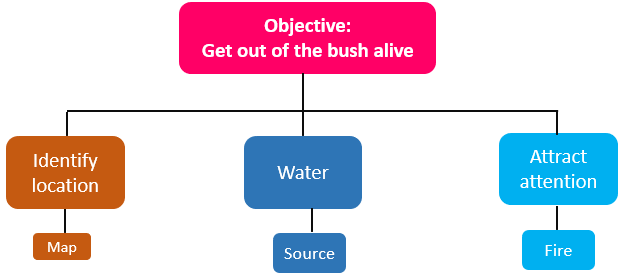 Objective:
Get out of the bush alive
Identify
location
Water
Attract
attention
Map
Source
Fire